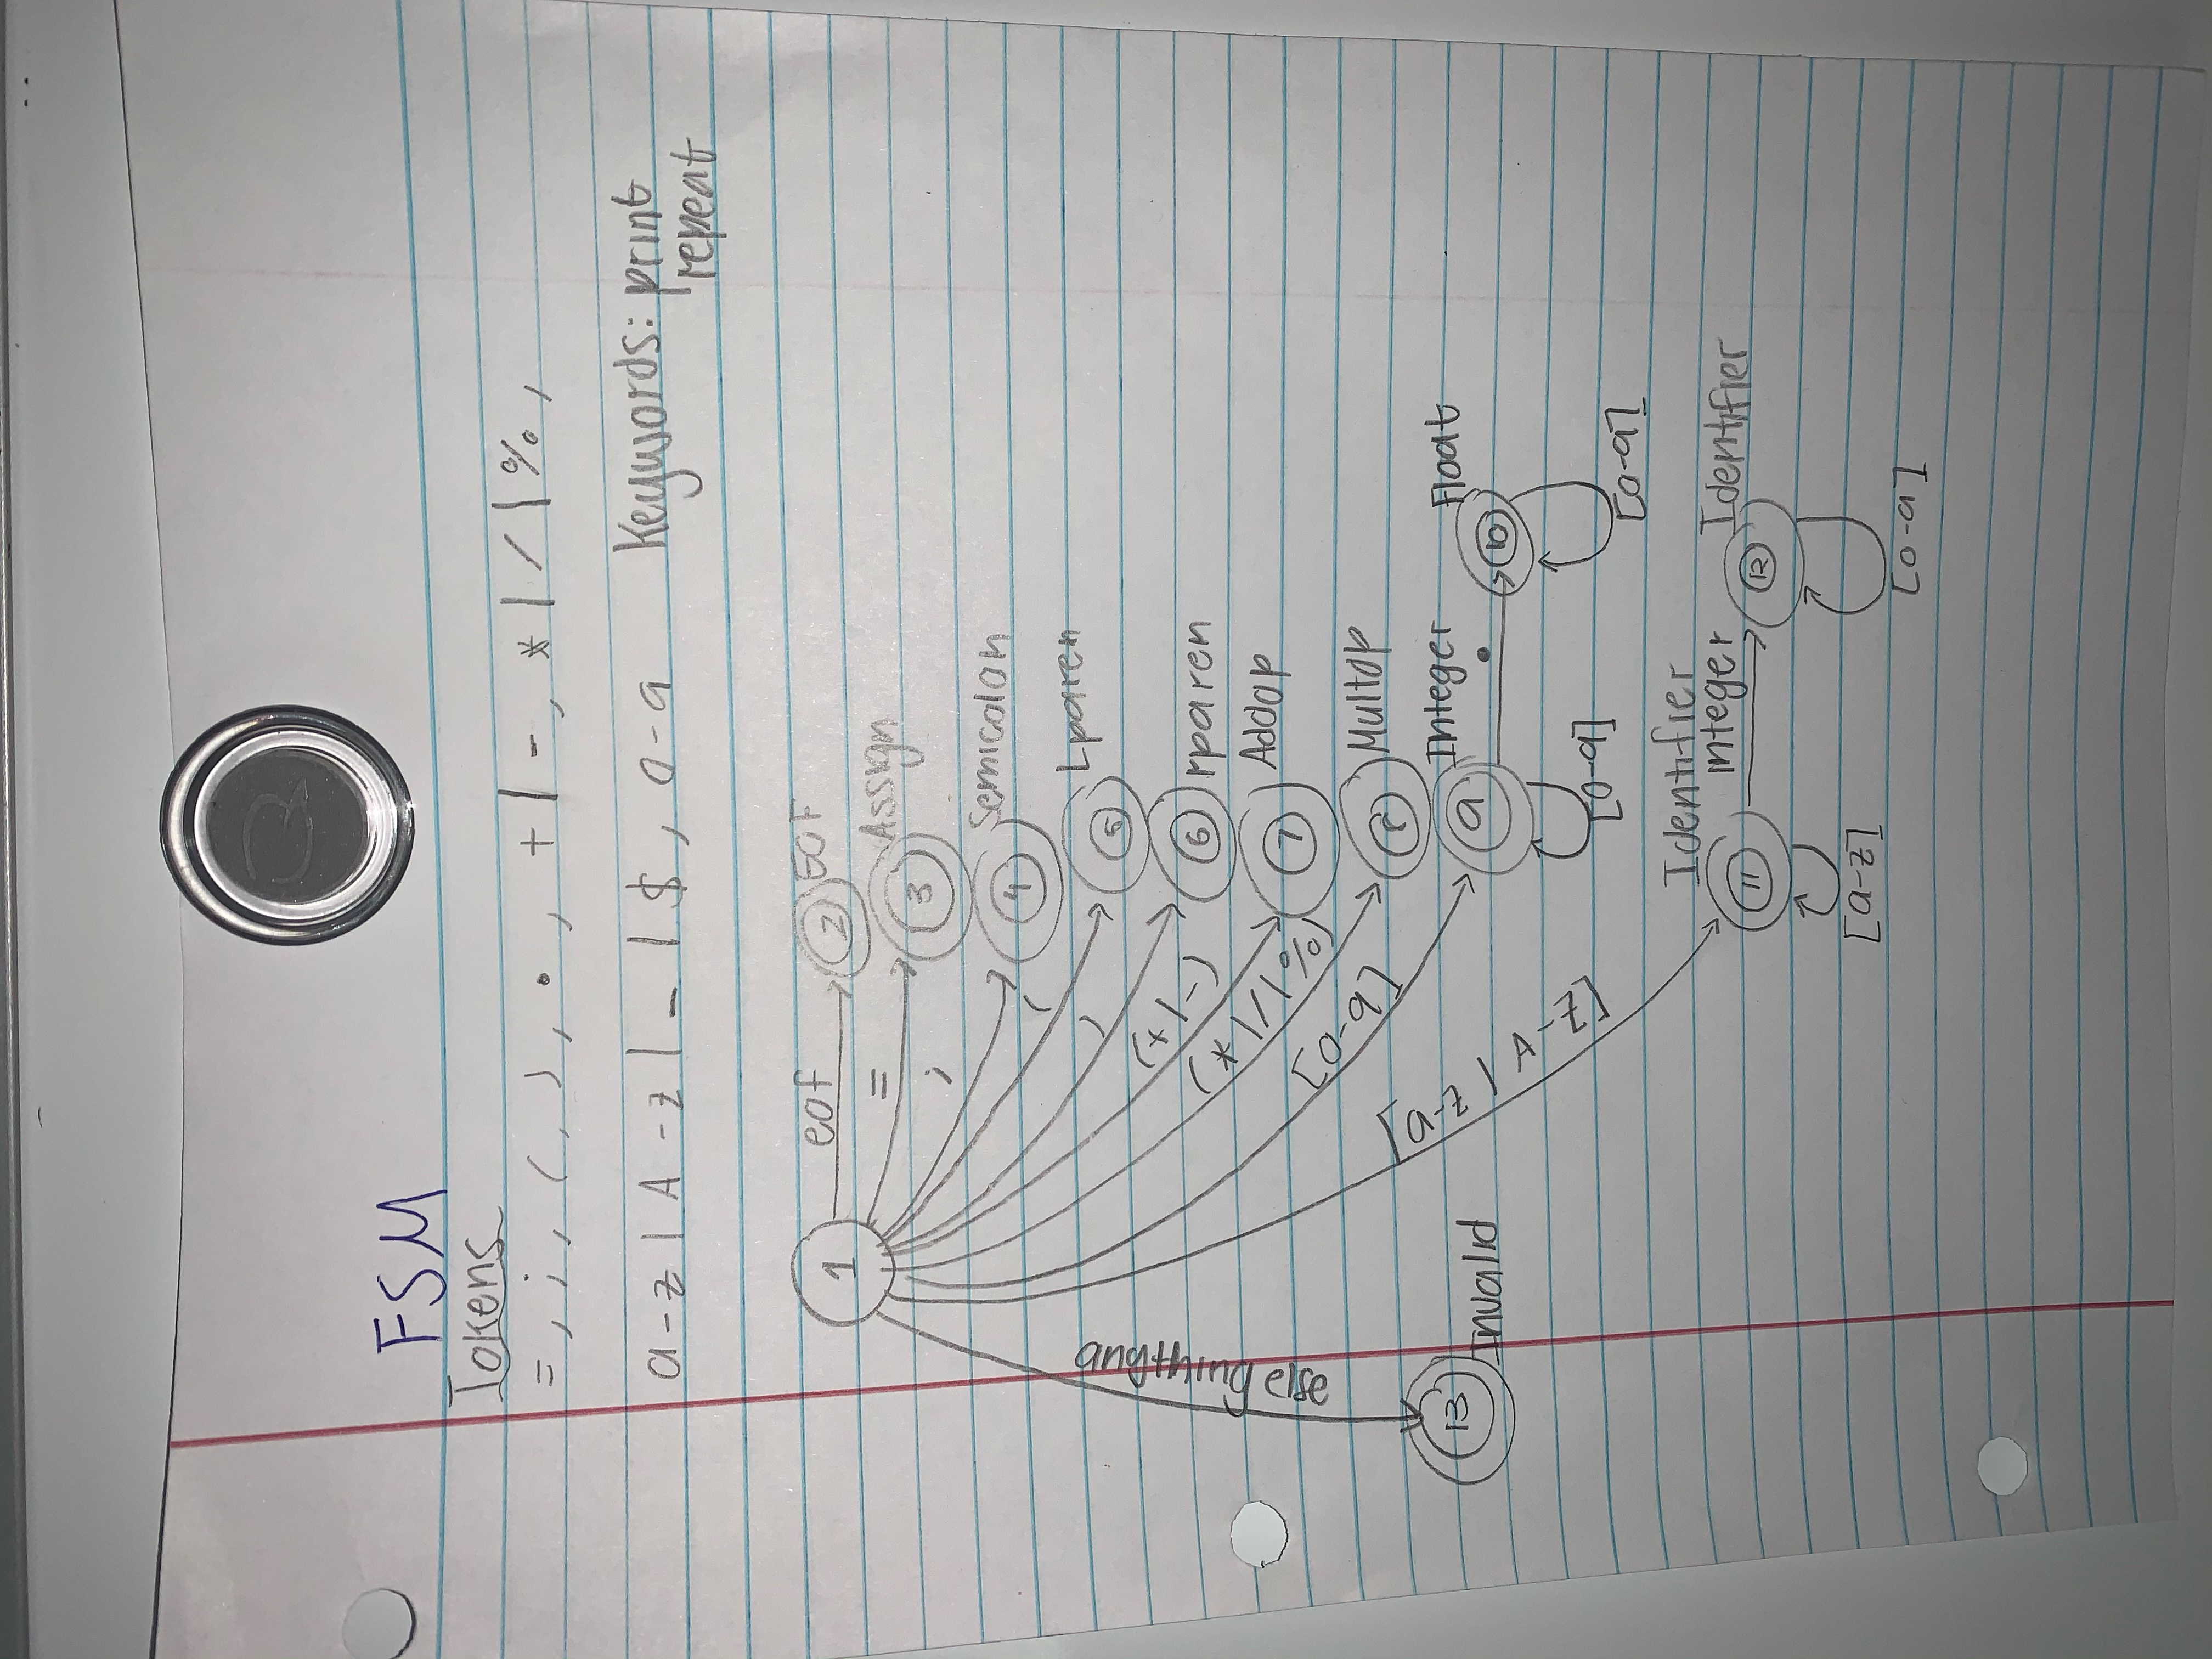 FSM
Tokens
=, ;, (, ), •, + | -, * | / | %,
a-z | A-z | _ | $, 0-9 Keywords: print
repeat
1 eof 2 EOF
= 3 Assign
; 4 Semicolon
( 5 Lparen
) 6 rparen
(+ | -) 7 Addop
(* | / | %) 8 Multop
[0-9] 9 Integer • 10 Float
[0-9] [0-9]
anything else 13 Invalid
[a-z | A-Z]
Identifier
11 integer 12 Identifier
[a-z] [0-9]